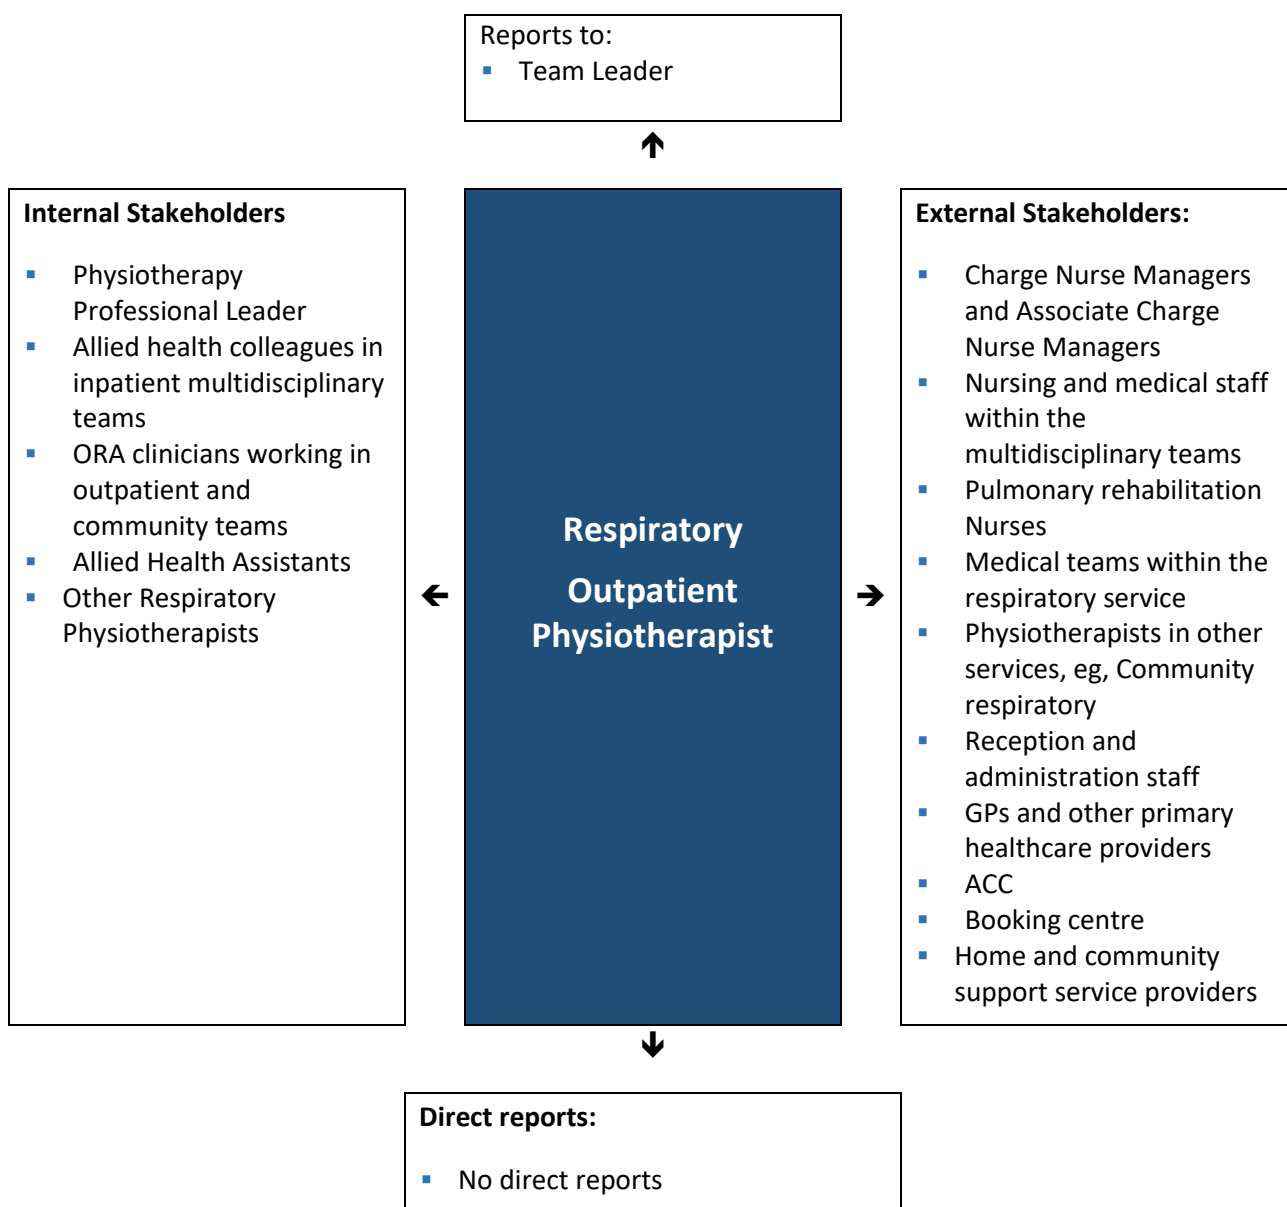 Reports to:
▪ Team Leader
Internal Stakeholders
▪ Physiotherapy
Professional Leader
▪ Allied health colleagues in
inpatient multidisciplinary
teams
▪ ORA clinicians working in
outpatient and
community teams
▪ Allied Health Assistants
▪ Other Respiratory
Physiotherapists
Respiratory
Outpatient
Physiotherapist
External Stakeholders:
▪ Charge Nurse Managers
and Associate Charge
Nurse Managers
▪ Nursing and medical staff
within the
multidisciplinary teams
▪ Pulmonary rehabilitation
Nurses
▪ Medical teams within the
respiratory service
▪ Physiotherapists in other
services, eg, Community
respiratory
▪ Reception and
administration staff
▪ GPs and other primary
healthcare providers
▪ ACC
▪ Booking centre
▪ Home and community
support service providers
Direct reports:
▪ No direct reports